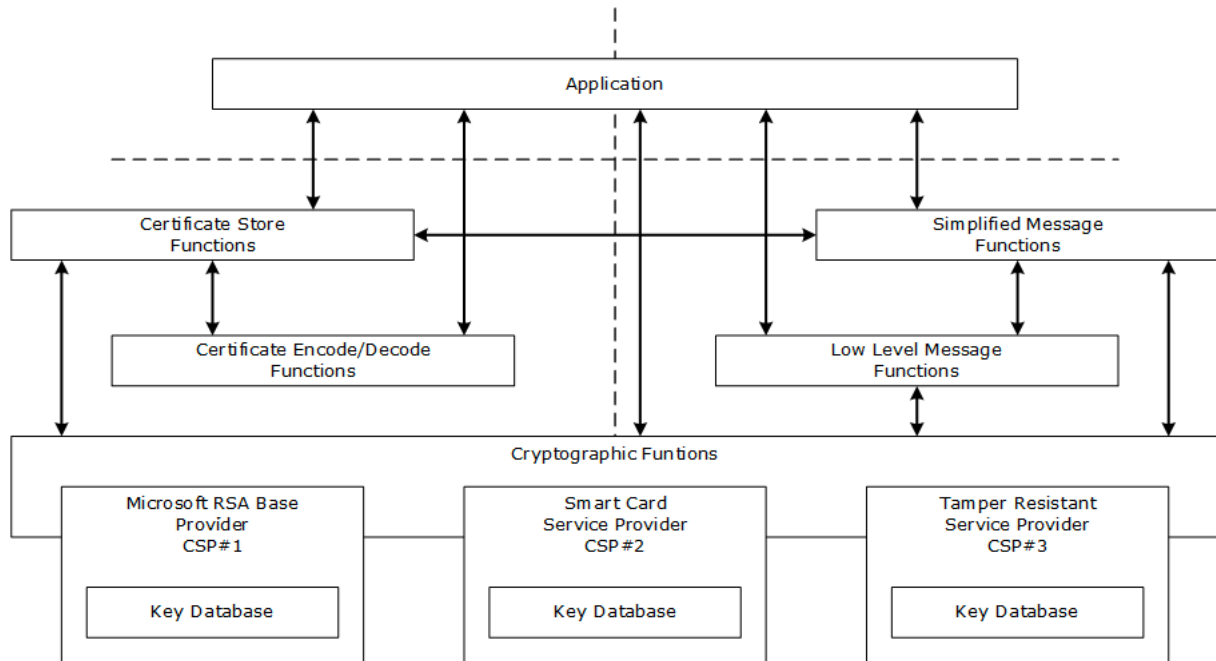 Application
Certificate Store
Functions
Simplified Message
Functions
Certificate Encode/Decode
Functions
Low Level Message
Functions
Cryptographic Funtions
Microsoft RSA Base
Provider
CSP#1
Smart Card
Service Provider
CSP#2
Tamper Resistant
Service Provider
CSP#3
Key Database
Key Database
Key Database